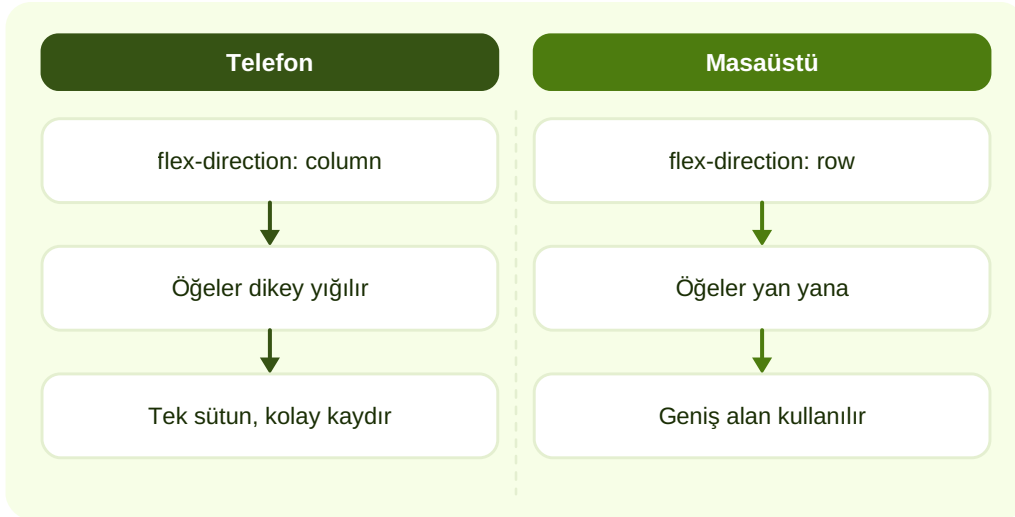 Telefon
flex-direction: column
Öğeler dikey yığılır
Tek sütun, kolay kaydır
Masaüstü
flex-direction: row
Öğeler yan yana
Geniş alan kullanılır